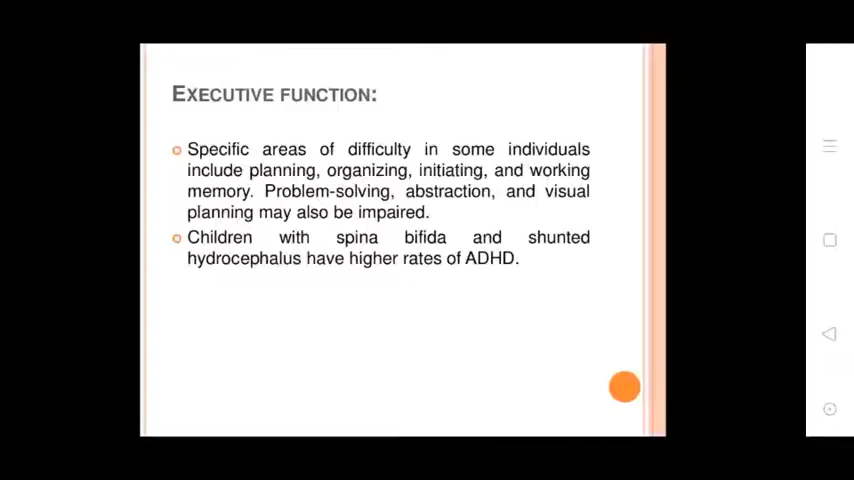 EXECUTIVE FUNCTION:
Specific areas of difficulty in some individuals
include planning, organizing, initiating, and working
memory. Problem-solving, abstraction, and visual
planning may also be impaired.
Children with spina bifida and shunted
hydrocephalus have higher rates of ADHD.